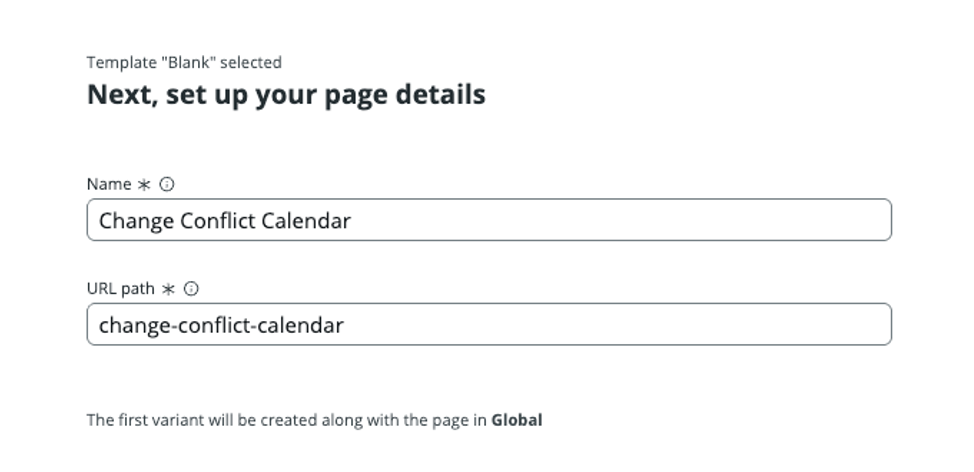 Template "Blank" selected
Next, set up your page details
Name *
Change Conflict Calendar
URL path *
change-conflict-calendar
The first variant will be created along with the page in Global